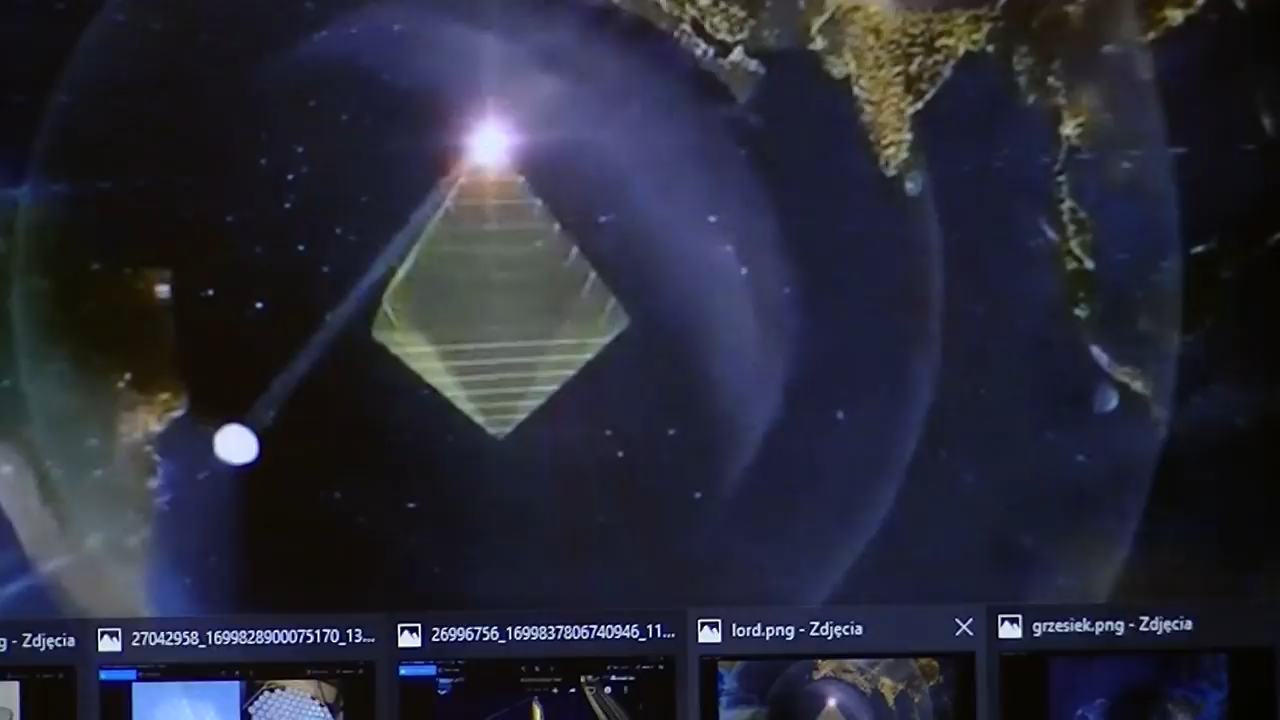 g - Zdjęcia
27042958_1699828900075170_13...
26996756_1699837806740946_11...
lord.png - Zdjęcia
grzesiek.png - Zdjęcia